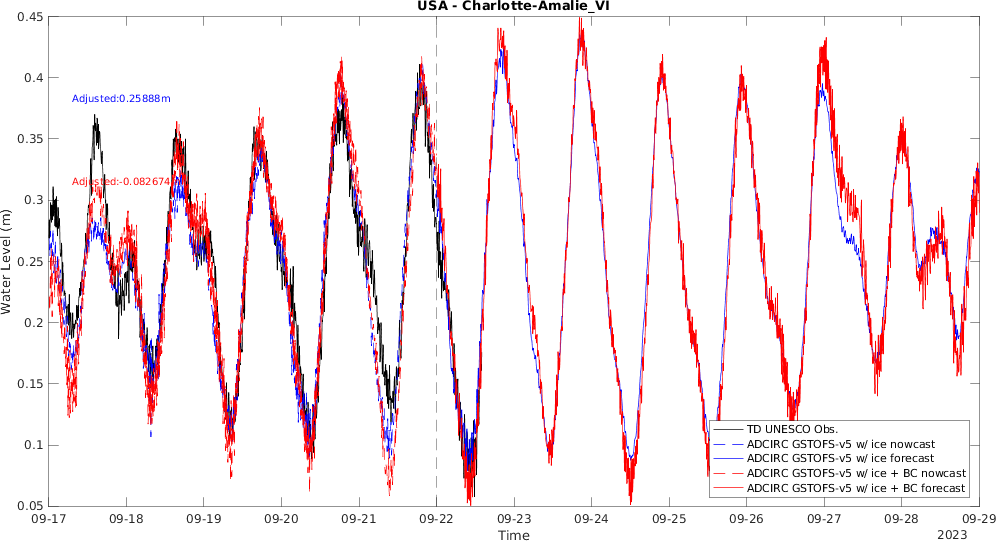 USA - Charlotte-Amalie_VI
0.45
0.4
0.35
0.3
0.25
0.2
0.15
0.1
0.05
Water Level (m)
Adjusted:0.25888m
Adjusted:-0.082674
TD UNESCO Obs.
ADCIRC GSTOFS-v5 w/ ice nowcast
ADCIRC GSTOFS-v5 w/ ice forecast
ADCIRC GSTOFS-v5 w/ ice + BC nowcast
ADCIRC GSTOFS-v5 w/ ice + BC forecast
09-17 09-18 09-19 09-20 09-21 09-22 09-23 09-24 09-25 09-26 09-27 09-28 09-29
Time
2023